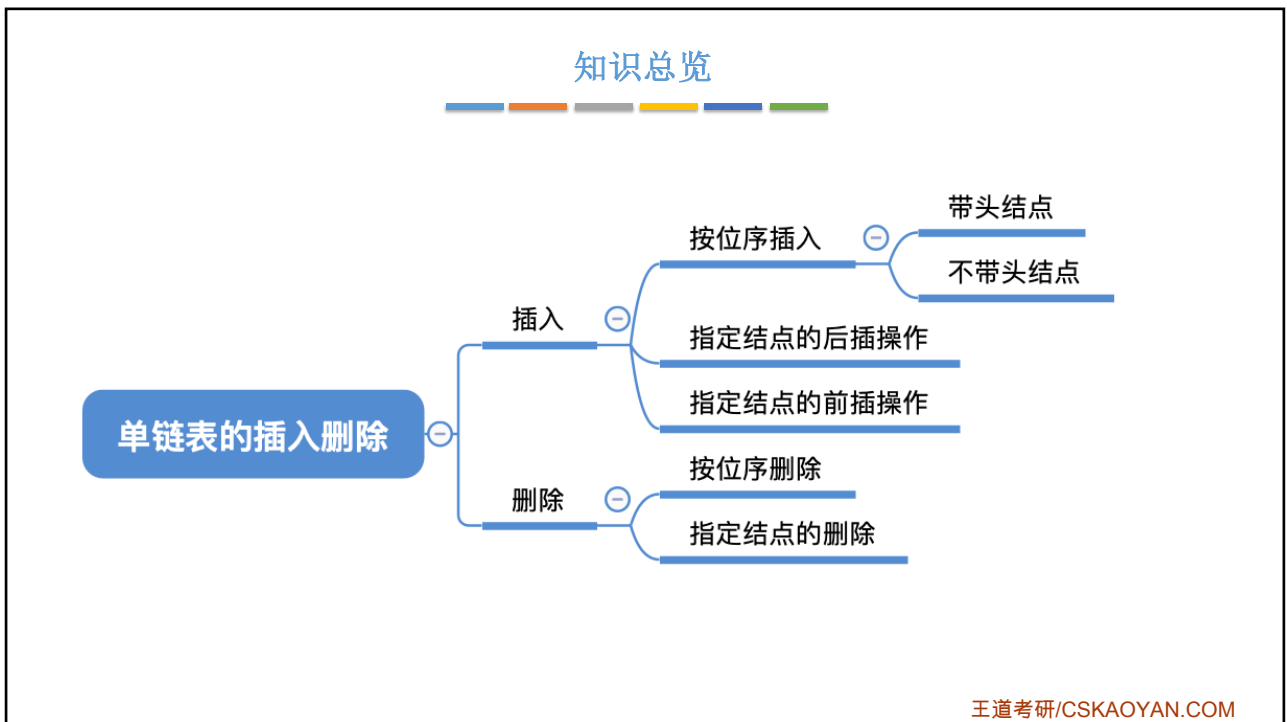 知识总览
单链表的插入删除
插入
按位序插入
带头结点
不带头结点
指定结点的后插操作
指定结点的前插操作
删除
按位序删除
指定结点的删除
王道考研/CSKAOYAN.COM